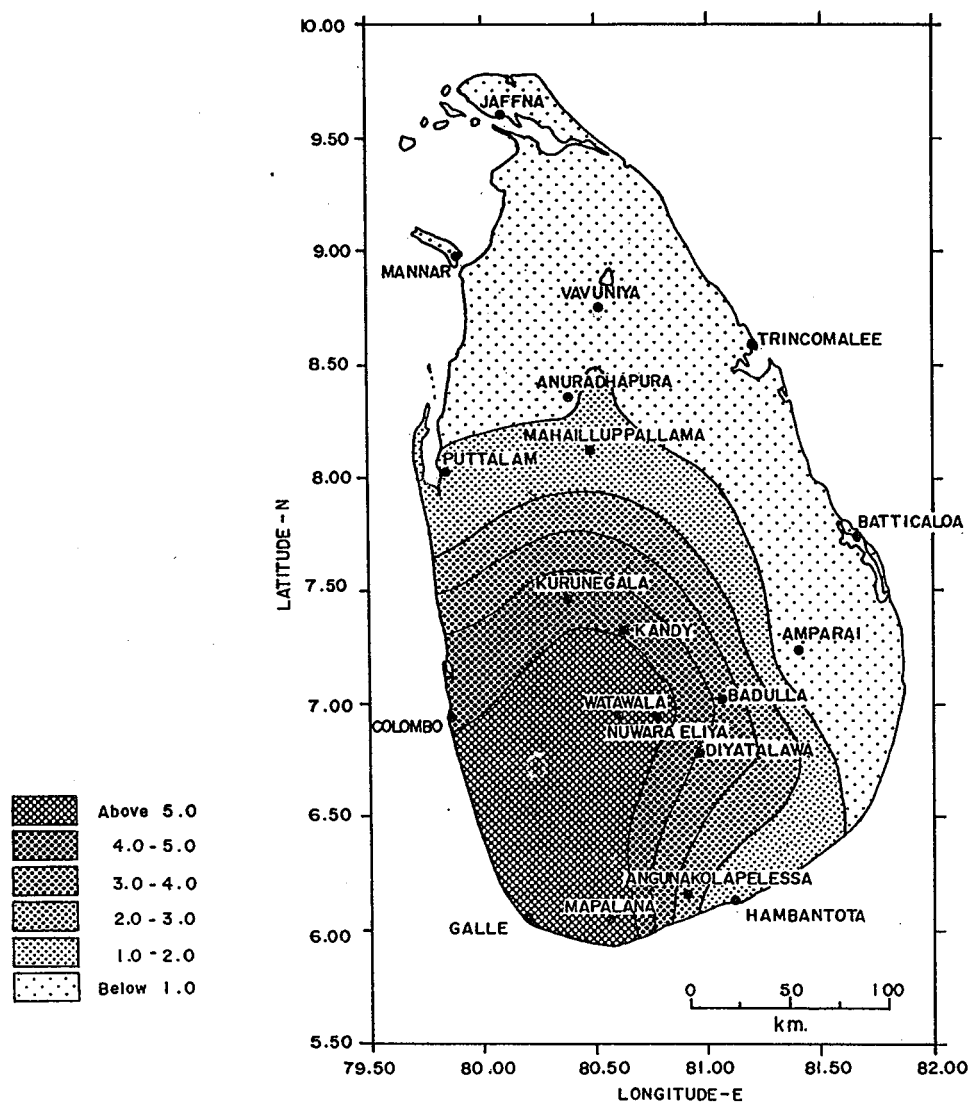 10.00
JAFFNA
9.50
9.00
MANNAR
VAVUNIYA
TRINCOMALEE
8.50
ANURADHAPURA
MAHAILLUPPALLAMA
PUTTALAM
8.00
BATTICALOA
LATITUDE-N
7.50
KURUNEGALA
KANDY
AMPARAI
BADULLA
7.00
WATAWALA
COLOMBO
NUWARA ELIYA
DIYATALAWA
6.50
ANGUNAKOLAPELESSA
MAPALANA
HAMBANTOTA
GALLE
6.00
Above 5.0
4.0-5.0
3.0-4.0
2.0-3.0
1.0-2.0
Below 1.0
0 50 100
km.
5.50
79.50 80.00 80.50 81.00 81.50 82.00
LONGITUDE-E